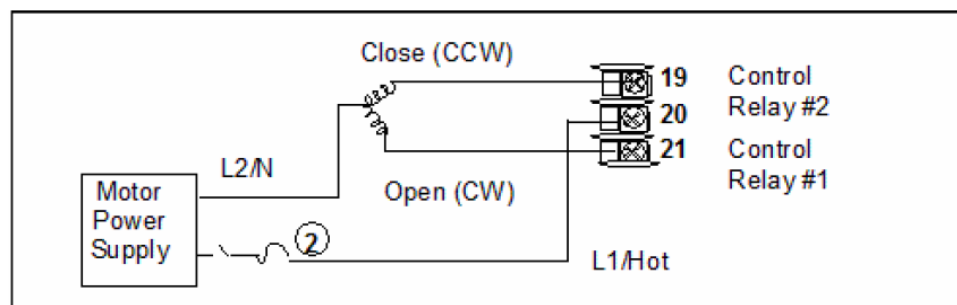 Close (CCW)
19 Control
Relay #2
20
21 Control
Relay #1
L2/N
Open (CW)
Motor
Power
Supply
2
L1/Hot